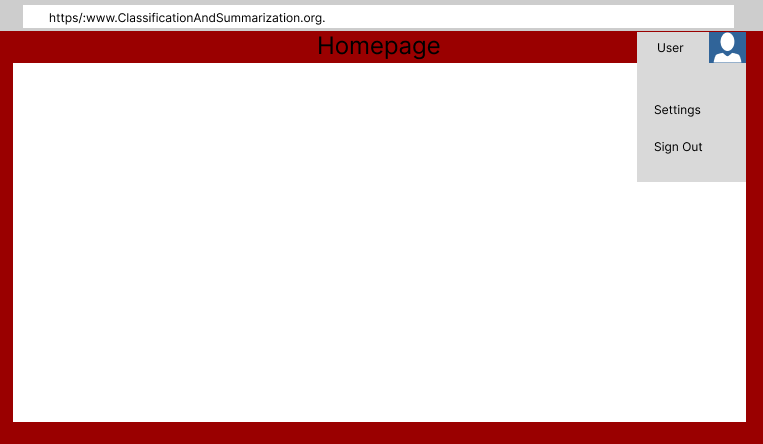 https/:www.ClassificationAndSummarization.org.
Homepage
User
Settings
Sign Out